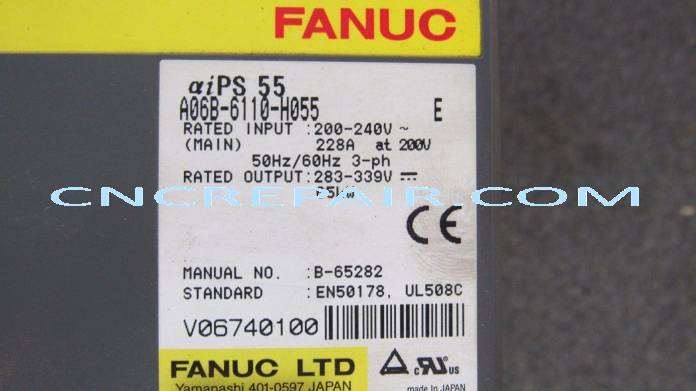 FANUC
αiPS 55
A06B-6110-H055 E
RATED INPUT :200-240V ~
(MAIN) 228A at 200V
50Hz/60Hz 3-ph
RATED OUTPUT:283-339V
CNCREPAIR.COM
CE
MANUAL NO. :B-65282
STANDARD :EN50178, UL508C
V06740100
FANUC LTD
Yamanashi 401-0597 JAPAN
c US
made in JAPAN